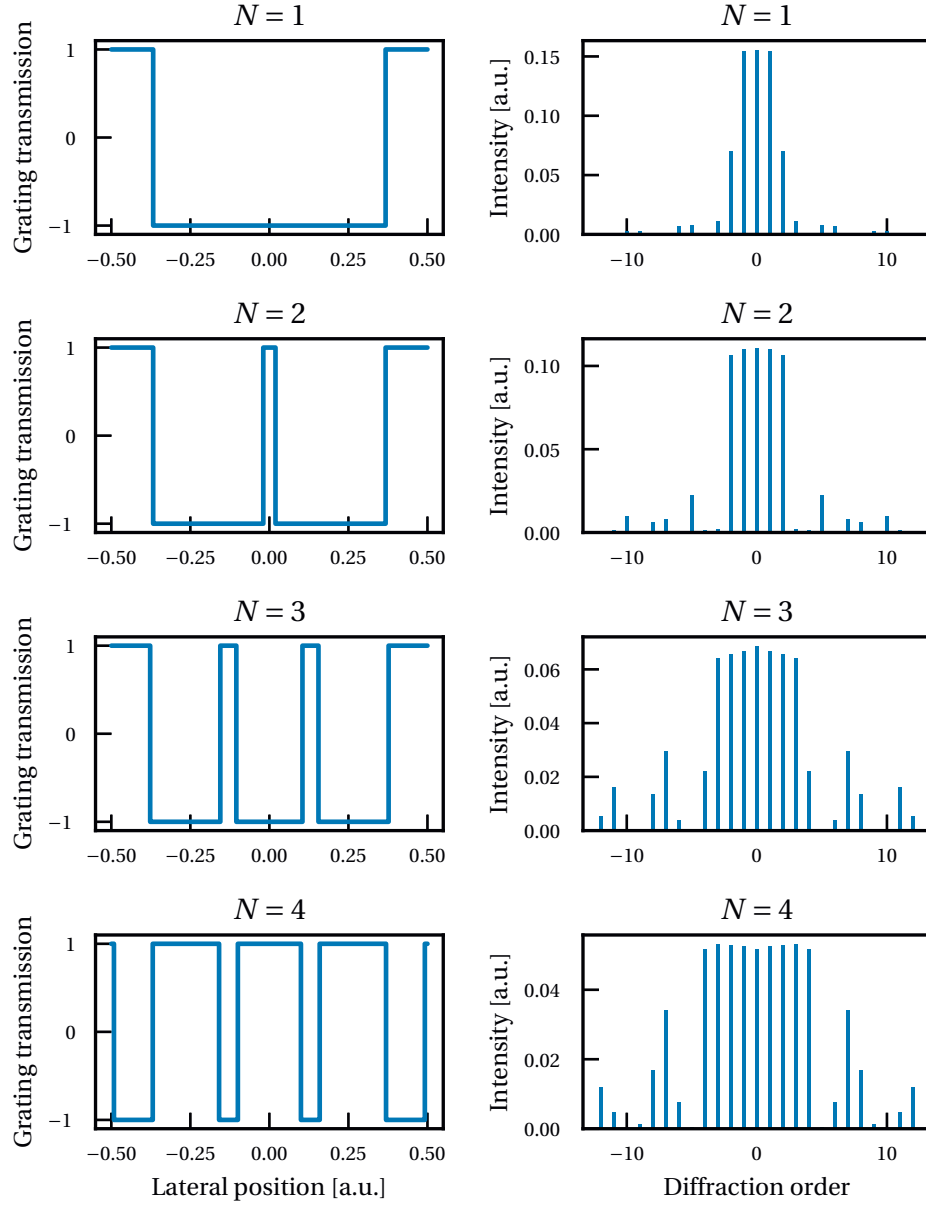 N = 1
Grating transmission
1
0
−1
−0.50 −0.25 0.00 0.25 0.50
N = 1
Intensity [a.u.]
0.15
0.10
0.05
0.00
−10 0 10
N = 2
Grating transmission
1
0
−1
−0.50 −0.25 0.00 0.25 0.50
N = 2
Intensity [a.u.]
0.10
0.05
0.00
−10 0 10
N = 3
Grating transmission
1
0
−1
−0.50 −0.25 0.00 0.25 0.50
N = 3
Intensity [a.u.]
0.06
0.04
0.02
0.00
−10 0 10
N = 4
Grating transmission
1
0
−1
−0.50 −0.25 0.00 0.25 0.50
Lateral position [a.u.]
N = 4
Intensity [a.u.]
0.04
0.02
0.00
−10 0 10
Diffraction order